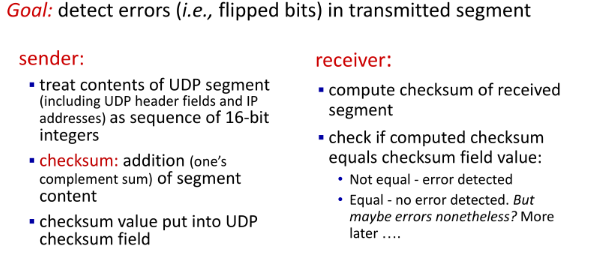 Goal: detect errors (i.e., flipped bits) in transmitted segment
sender:
▪ treat contents of UDP segment
(including UDP header fields and IP
addresses) as sequence of 16-bit
integers
▪ checksum: addition (one's
complement sum) of segment
content
▪ checksum value put into UDP
checksum field
receiver:
▪ compute checksum of received
segment
▪ check if computed checksum
equals checksum field value:
• Not equal - error detected
• Equal - no error detected. But
maybe errors nonetheless? More
later ....